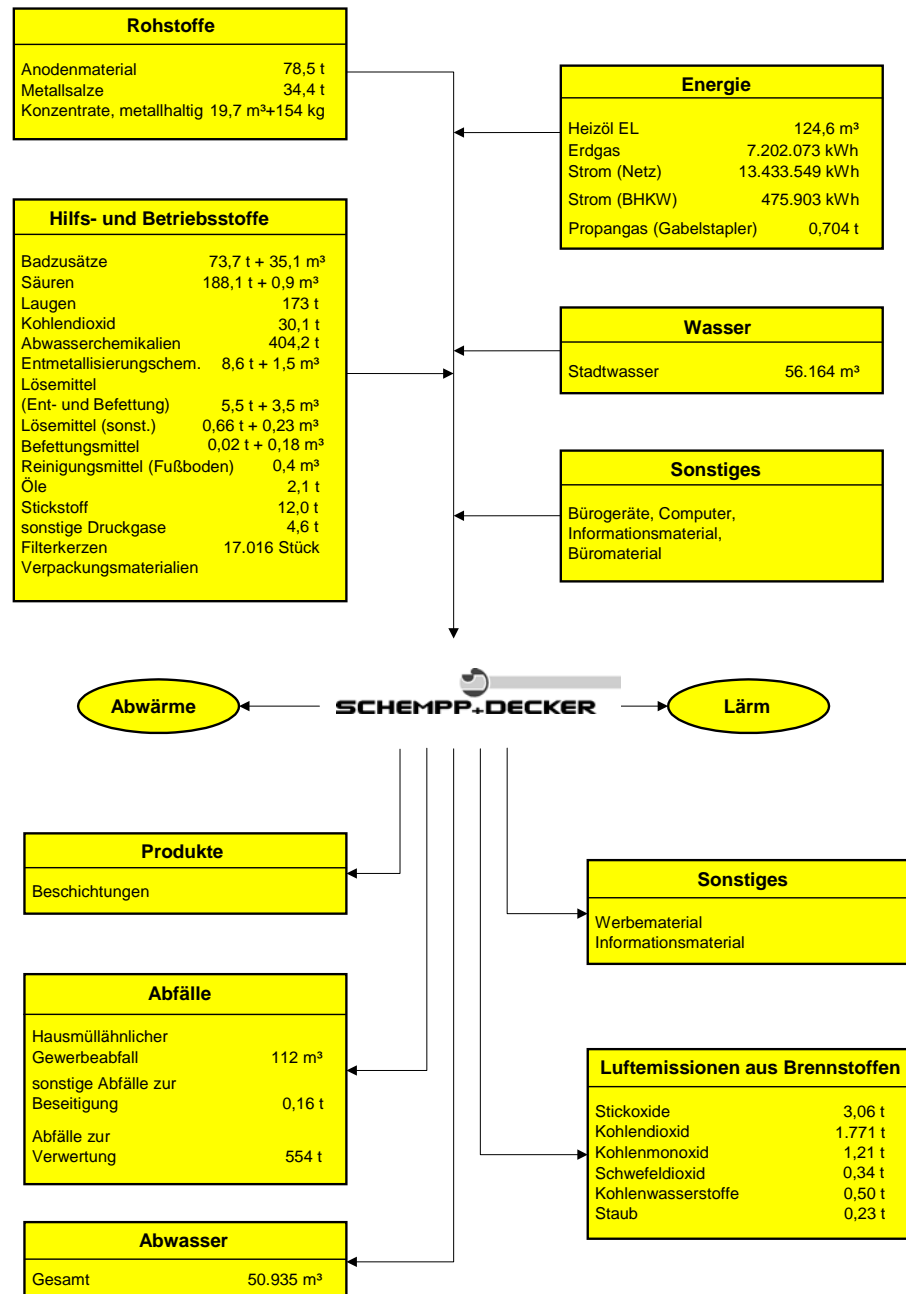 Rohstoffe
Anodenmaterial 78,5 t
Metallsalze 34,4 t
Konzentrate, metallhaltig 19,7 m³+154 kg
Energie
Heizöl EL 124,6 m³
Erdgas 7.202.073 kWh
Strom (Netz) 13.433.549 kWh
Strom (BHKW) 475.903 kWh
Propangas (Gabelstapler) 0,704 t
Hilfs- und Betriebsstoffe
Badzusätze 73,7 t + 35,1 m³
Säuren 188,1 t + 0,9 m³
Laugen 173 t
Kohlendioxid 30,1 t
Abwasserchemikalien 404,2 t
Entmetallisierungschem. 8,6 t + 1,5 m³
Lösemittel
(Ent- und Befettung) 5,5 t + 3,5 m³
Lösemittel (sonst.) 0,66 t + 0,23 m³
Befettungsmittel 0,02 t + 0,18 m³
Reinigungsmittel (Fußboden) 0,4 m³
Öle 2,1 t
Stickstoff 12,0 t
sonstige Druckgase 4,6 t
Filterkerzen 17.016 Stück
Verpackungsmaterialien
Wasser
Stadtwasser 56.164 m³
Sonstiges
Bürogeräte, Computer,
Informationsmaterial,
Büromaterial
Abwärme
SCHEMPP+DECKER
Lärm
Produkte
Beschichtungen
Sonstiges
Werbematerial
Informationsmaterial
Abfälle
Hausmüllähnlicher
Gewerbeabfall 112 m³
sonstige Abfälle zur
Beseitigung 0,16 t
Abfälle zur
Verwertung 554 t
Luftemissionen aus Brennstoffen
Stickoxide 3,06 t
Kohlendioxid 1.771 t
Kohlenmonoxid 1,21 t
Schwefeldioxid 0,34 t
Kohlenwasserstoffe 0,50 t
Staub 0,23 t
Abwasser
Gesamt 50.935 m³